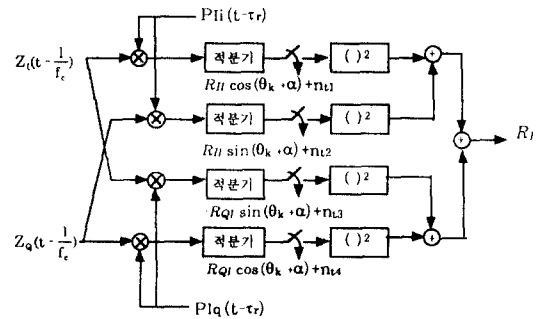 PIi(t-τr)
ZI(t-1/fc)
적분기
( )2
RII cos(θk+α)+nt1
적분기
( )2
RII sin(θk+α)+nt2
적분기
( )2
RQI sin(θk+α)+nt3
ZQ(t-1/fc)
적분기
( )2
RQI cos(θk+α)+nt4
PIq(t-τr)